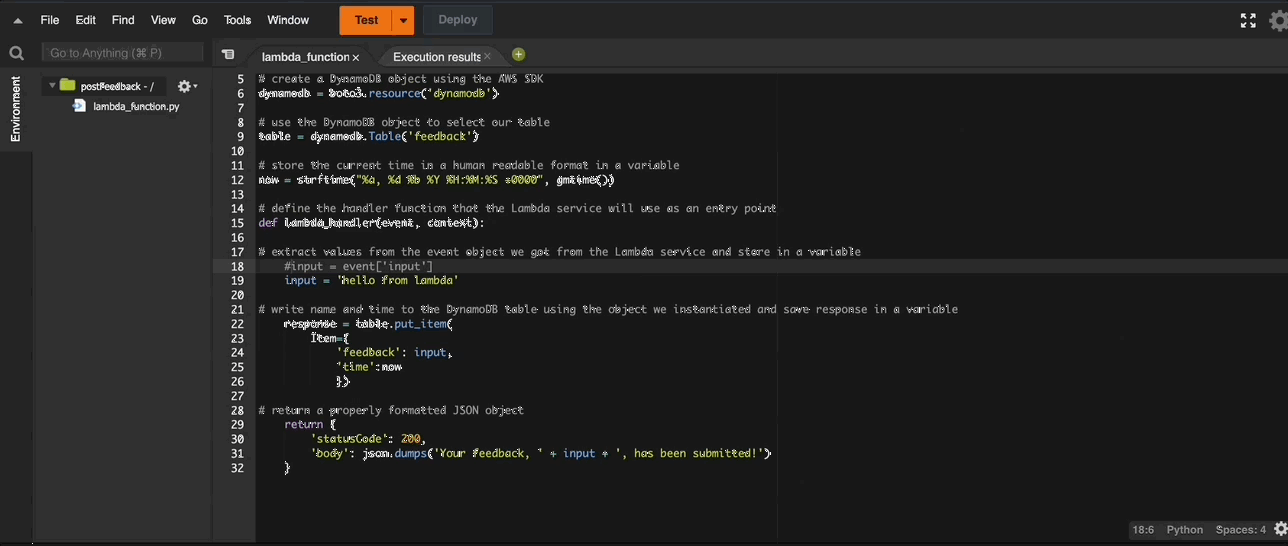 File Edit Find View Go Tools Window Test Deploy
Go to Anything (⌘ P)
lambda_function × Execution results ×
Environment
postFeedback - /
lambda_function.py
5 # create a DynamoDB object using the AWS SDK
6 dynamodb = boto3.resource('dynamodb')
7
8 # use the DynamoDB object to select our table
9 table = dynamodb.Table('feedback')
10
11 # store the current time in a human readable format in a variable
12 now = strftime("%a, %d %b %Y %H:%M:%S +0000", gmtime())
13
14 # define the handler function that the Lambda service will use as an entry point
15 def lambda_handler(event, context):
16
17 # extract values from the event object we got from the Lambda service and store in a variable
18 #input = event['input']
19 input = 'hello from lambda'
20
21 # write name and time to the DynamoDB table using the object we instantiated and save response in a variable
22 response = table.put_item(
23 Item={
24 'feedback': input,
25 'time':now
26 })
27
28 # return a properly formatted JSON object
29 return {
30 'statusCode': 200,
31 'body': json.dumps('Your feedback, ' + input + ', has been submitted!')
32 }
18:6 Python Spaces: 4